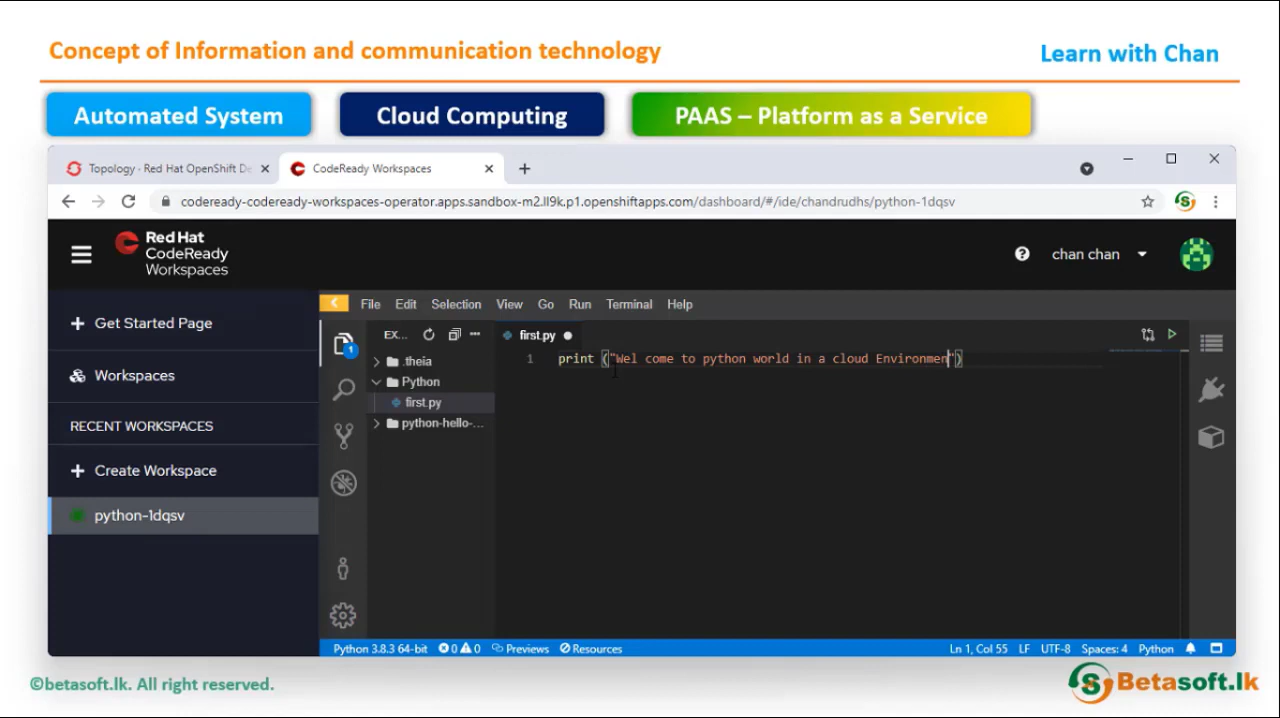 Concept of Information and communication technology
Learn with Chan
Automated System
Cloud Computing
PAAS – Platform as a Service
Topology - Red Hat OpenShift De
CodeReady Workspaces
codeready-codeready-workspaces-operator.apps.sandbox-m2.ll9k.p1.openshiftapps.com/dashboard/#/ide/chandrudhs/python-1dqsv
Red Hat
CodeReady
Workspaces
chan chan
Get Started Page
Workspaces
RECENT WORKSPACES
Create Workspace
python-1dqsv
File Edit Selection View Go Run Terminal Help
EX...
first.py
1
.theia
Python
first.py
python-hello-...
1 print ("Wel come to python world in a cloud Environmen")
Python 3.8.3 64-bit 0 0 Previews Resources
Ln 1, Col 55 LF UTF-8 Spaces: 4 Python
©betasoft.lk. All right reserved.
S Betasoft.lk